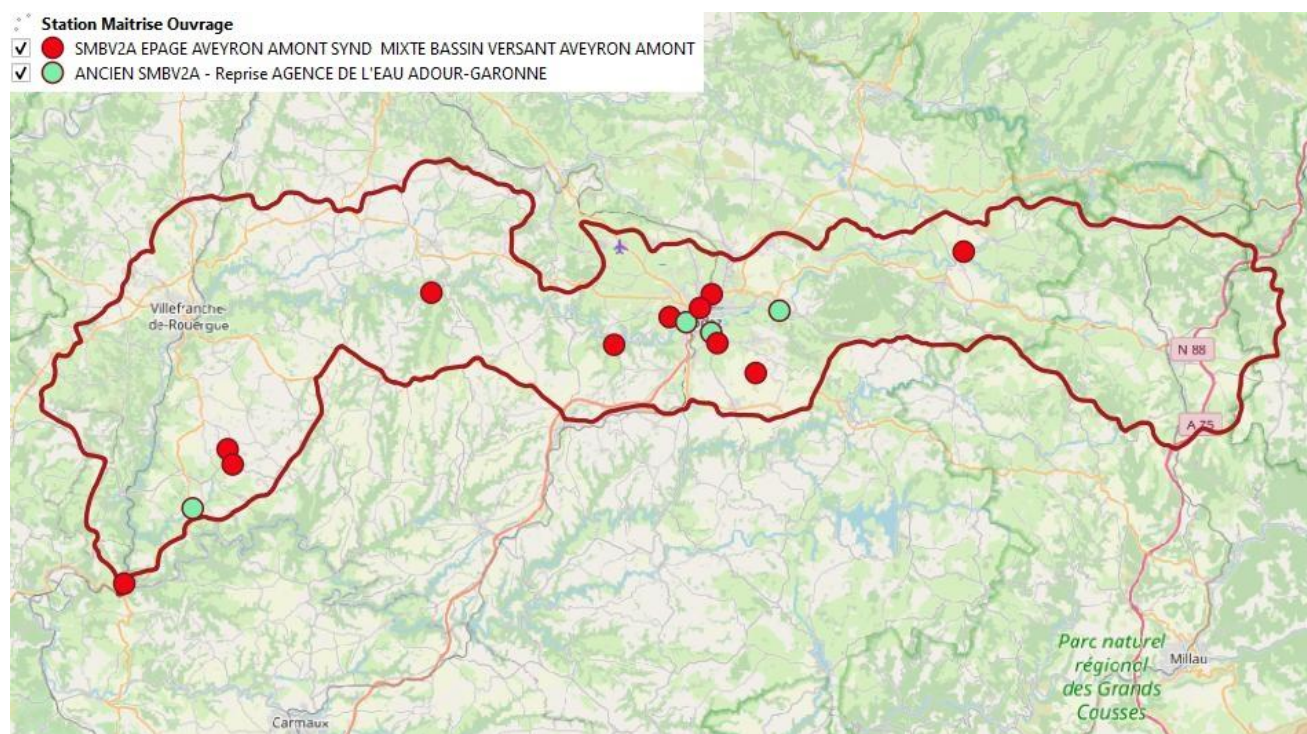 Station Maitrise Ouvrage
SMBV2A EPAGE AVEYRON AMONT SYND MIXTE BASSIN VERSANT AVEYRON AMONT
ANCIEN SMBV2A - Reprise AGENCE DE L'EAU ADOUR-GARONNE
Villefranche-
de-Rouergue
N 88
A 75
Parc naturel
régional
des Grands
Causses
Millau
Carmaux